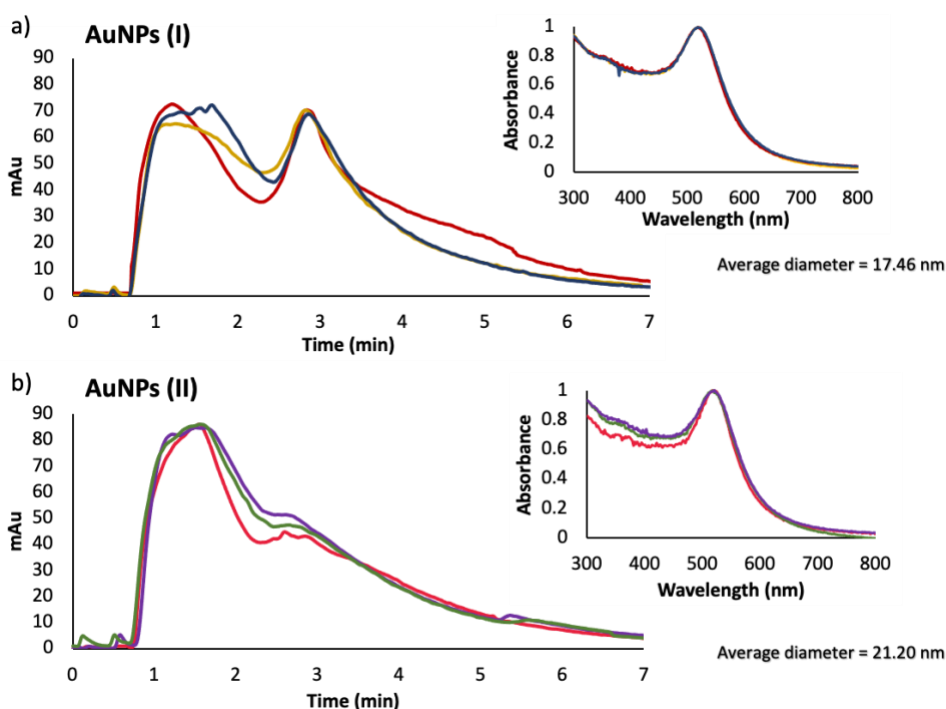 a)
AuNPs (I)
mAu
90
80
70
60
50
40
30
20
10
0
0 1 2 3 4 5 6 7
Time (min)
Absorbance
1
0.8
0.6
0.4
0.2
0
300 400 500 600 700 800
Wavelength (nm)
Average diameter = 17.46 nm
b)
AuNPs (II)
mAu
90
80
70
60
50
40
30
20
10
0
0 1 2 3 4 5 6 7
Time (min)
Absorbance
1
0.8
0.6
0.4
0.2
0
300 400 500 600 700 800
Wavelength (nm)
Average diameter = 21.20 nm